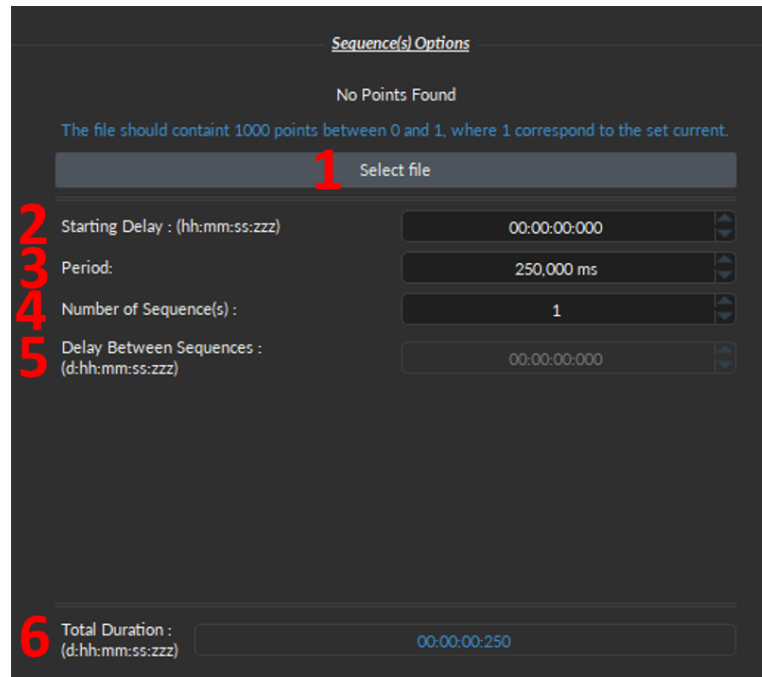 Sequence(s) Options
No Points Found
The file should containt 1000 points between 0 and 1, where 1 correspond to the set current.
1 Select file
2 Starting Delay : (hh:mm:ss:zzz) 00:00:00:000
3 Period: 250,000 ms
4 Number of Sequence(s) : 1
5 Delay Between Sequences :
(d:hh:mm:ss:zzz) 00:00:00:000
6 Total Duration :
(d:hh:mm:ss:zzz) 00:00:00:250